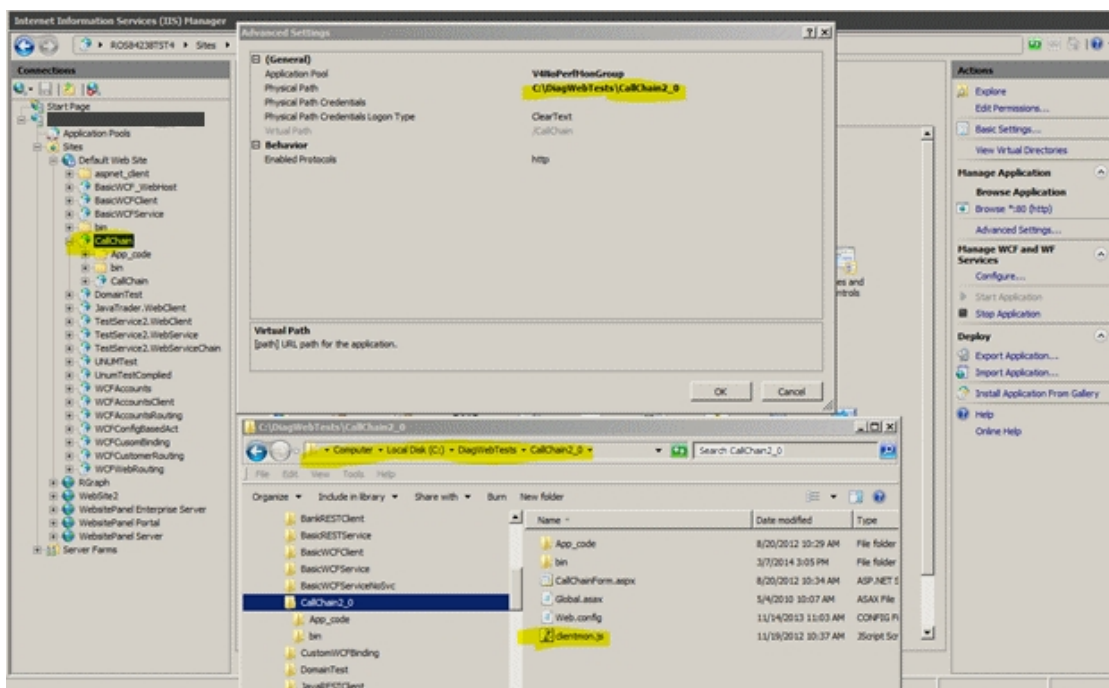 Internet Information Services (IIS) Manager
ROS84238TST4 Sites
Connections
Start Page
Application Pools
Sites
Default Web Site
aspnet_client
BasicWCF_WebHost
BasicWCFClient
BasicWCFService
bin
CallChain
App_code
bin
CallChain
DomainTest
JavaTrader.WebClient
TestService2.WebClient
TestService2.WebService
TestService2.WebServiceChain
UNUMTest
UnumTestComplied
WCFAccounts
WCFAccountsClient
WCFAccountsRouting
WCFConfigBasedAct
WCFCusomBinding
WCFCustomerRouting
WCFWebRouting
RGraph
WebSite2
WebsitePanel Enterprise Server
WebsitePanel Portal
WebsitePanel Server
Server Farms
Advanced Settings
(General)
Application Pool V4NoPerfMonGroup
Physical Path C:\DiagWebTests\CallChain2_0
Physical Path Credentials
Physical Path Credentials Logon Type ClearText
Virtual Path /CallChain
Behavior
Enabled Protocols http
Virtual Path
[path] URL path for the application.
OK Cancel
es and
ntrols
C:\DiagWebTests\CallChain2_0
Computer Local Disk (C:) DiagWebTests CallChain2_0
Search CallChain2_0
File Edit View Tools Help
Organize Include in library Share with Burn New folder
BankRESTClient
BasicRESTService
BasicWCFClient
BasicWCFService
BasicWCFServiceNoSvc
CallChain2_0
App_code
bin
CustomWCFBinding
DomainTest
JavaRESTClient
Name Date modified Type
App_code 8/20/2012 10:29 AM File folder
bin 3/7/2014 3:05 PM File folder
CallChainForm.aspx 8/20/2012 10:34 AM ASP.NET S
Global.asax 5/4/2010 10:07 AM ASAX File
Web.config 11/14/2013 11:03 AM CONFIG Fi
clientmon.js 11/19/2012 10:37 AM JScript Scr
Actions
Explore
Edit Permissions...
Basic Settings...
View Virtual Directories
Manage Application
Browse Application
Browse *:80 (http)
Advanced Settings...
Manage WCF and WF
Services
Configure...
Start Application
Stop Application
Deploy
Export Application...
Import Application...
Install Application From Gallery
Help
Online Help